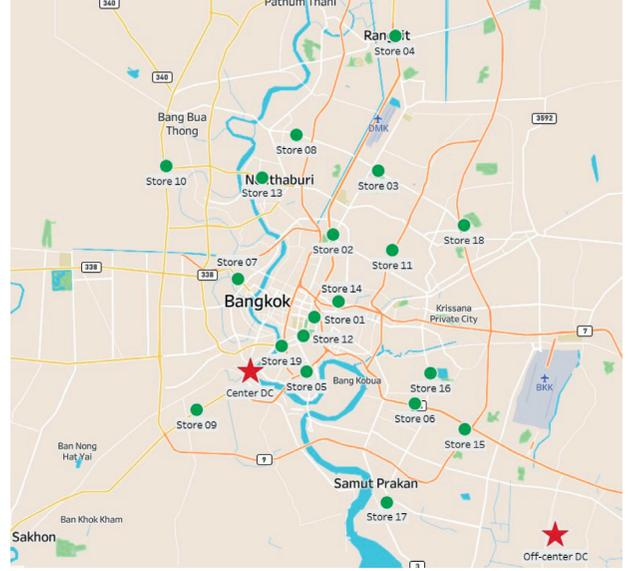 340
Pathum Thani
Store 04
340
Bang Bua
Thong
3592
DMK
Store 08
Store 10
Store 13
Store 03
Store 02
Store 18
Store 11
338
338
Store 07
Bangkok
Store 14
Store 01
Krissana
Private City
7
Store 12
Store 19
Center DC
Store 05
Bang Kobua
Store 16
BKK
Store 09
Store 06
Store 15
Ban Nong
Hat Yai
9
Samut Prakan
Store 17
Ban Khok Kham
Sakhon
Off-center DC
3